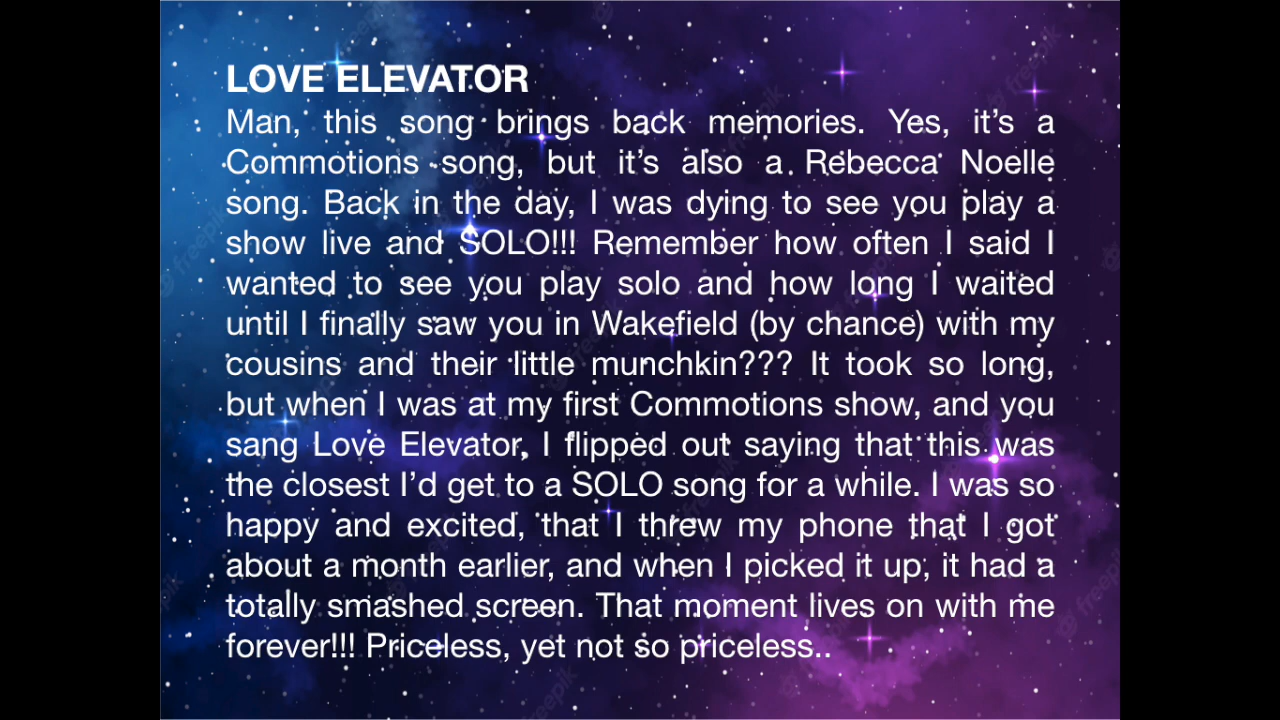 LOVE ELEVATOR
Man, this song brings back memories. Yes, it's a
Commotions song, but it's also a Rebecca Noelle
song. Back in the day, I was dying to see you play a
show live and SOLO!!! Remember how often I said I
wanted to see you play solo and how long I waited
until I finally saw you in Wakefield (by chance) with my
cousins and their little munchkin??? It took so long,
but when I was at my first Commotions show, and you
sang Love Elevator, I flipped out saying that this was
the closest I'd get to a SOLO song for a while. I was so
happy and excited, that I threw my phone that I got
about a month earlier, and when I picked it up, it had a
totally smashed screen. That moment lives on with me
forever!!! Priceless, yet not so priceless..